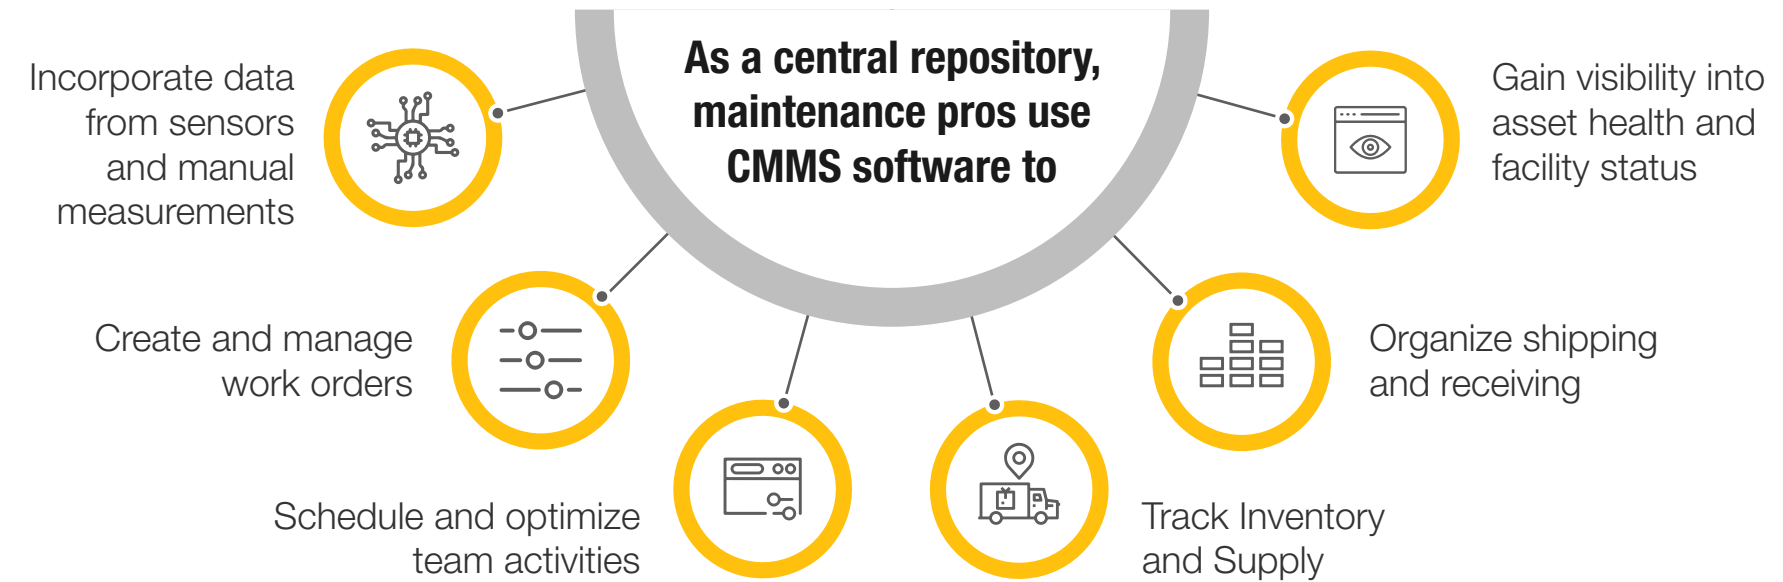 As a central repository,
maintenance pros use
CMMS software to
Incorporate data
from sensors
and manual
measurements
Create and manage
work orders
Schedule and optimize
team activities
Track Inventory
and Supply
Organize shipping
and receiving
Gain visibility into
asset health and
facility status